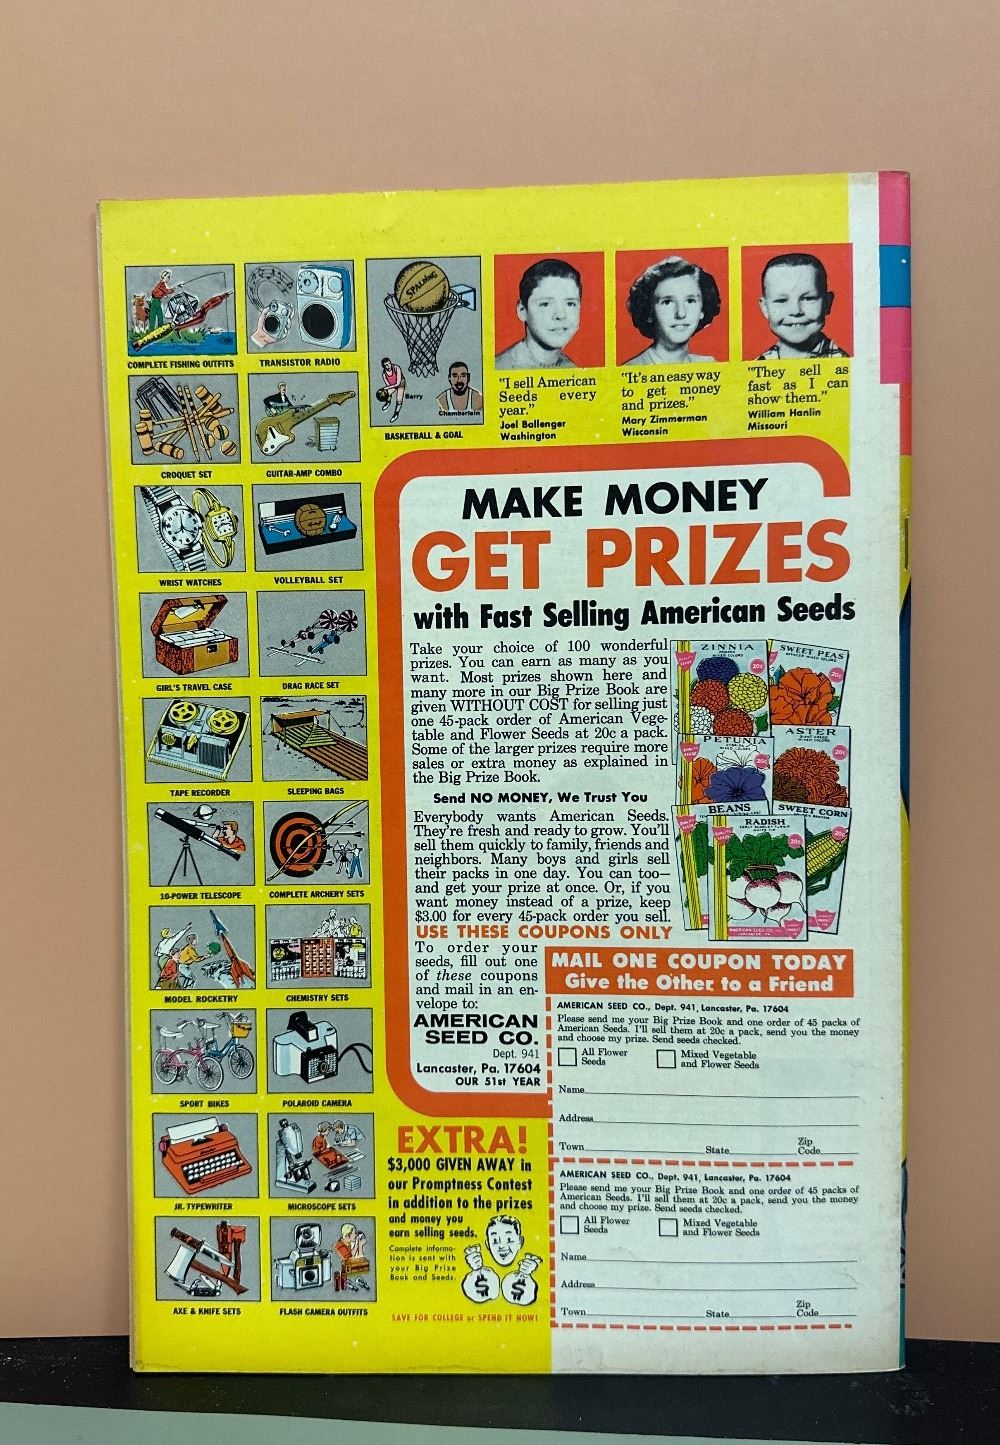 COMPLETE FISHING OUTFITS
TRANSISTOR RADIO
SPALDING
Barry
Chamberlain
BASKETBALL & GOAL
CROQUET SET
GUITAR-AMP COMBO
WRIST WATCHES
VOLLEYBALL SET
GIRL'S TRAVEL CASE
DRAG RACE SET
TAPE RECORDER
SLEEPING BAGS
10-POWER TELESCOPE
COMPLETE ARCHERY SETS
MODEL ROCKETRY
CHEMISTRY SETS
SPORT BIKES
POLAROID CAMERA
JR. TYPEWRITER
MICROSCOPE SETS
AXE & KNIFE SETS
FLASH CAMERA OUTFITS
"I sell American
Seeds every
year."
Joel Ballenger
Washington
"It's an easy way
to get money
and prizes."
Mary Zimmerman
Wisconsin
"They sell as
fast as I can
show them."
William Hanlin
Missouri
MAKE MONEY
GET PRIZES
with Fast Selling American Seeds
Take your choice of 100 wonderful
prizes. You can earn as many as you
want. Most prizes shown here and
many more in our Big Prize Book are
given WITHOUT COST for selling just
one 45-pack order of American Vege-
table and Flower Seeds at 20c a pack.
Some of the larger prizes require more
sales or extra money as explained in
the Big Prize Book.
Send NO MONEY, We Trust You
Everybody wants American Seeds.
They're fresh and ready to grow. You'll
sell them quickly to family, friends and
neighbors. Many boys and girls sell
their packs in one day. You can too—
and get your prize at once. Or, if you
want money instead of a prize, keep
$3.00 for every 45-pack order you sell.
USE THESE COUPONS ONLY
ZINNIA
MIXED COLORS
20c
SWEET PEAS
20c
PETUNIA
MIXED COLORS
ASTER
MIXED COLORS
20c
BEANS
SWEET CORN
20c
RADISH
20c
AMERICAN SEED CO.
LANCASTER, PA.
To order your
seeds, fill out one
of these coupons
and mail in an en-
velope to:
AMERICAN
SEED CO.
Dept. 941
Lancaster, Pa. 17604
OUR 51st YEAR
MAIL ONE COUPON TODAY
Give the Other to a Friend
AMERICAN SEED CO., Dept. 941, Lancaster, Pa. 17604
Please send me your Big Prize Book and one order of 45 packs of
American Seeds. I'll sell them at 20c a pack, send you the money
and choose my prize. Send seeds checked.
All Flower
Seeds
Mixed Vegetable
and Flower Seeds
Name
Address
Town State Zip
Code
AMERICAN SEED CO., Dept. 941, Lancaster, Pa. 17604
Please send me your Big Prize Book and one order of 45 packs of
American Seeds. I'll sell them at 20c a pack, send you the money
and choose my prize. Send seeds checked.
All Flower
Seeds
Mixed Vegetable
and Flower Seeds
Name
Address
Town State Zip
Code
EXTRA!
$3,000 GIVEN AWAY in
our Promptness Contest
in addition to the prizes
and money you
earn selling seeds.
Complete informa-
tion is sent with
your Big Prize
Book and Seeds.
$ $
SAVE FOR COLLEGE or SPEND IT NOW!